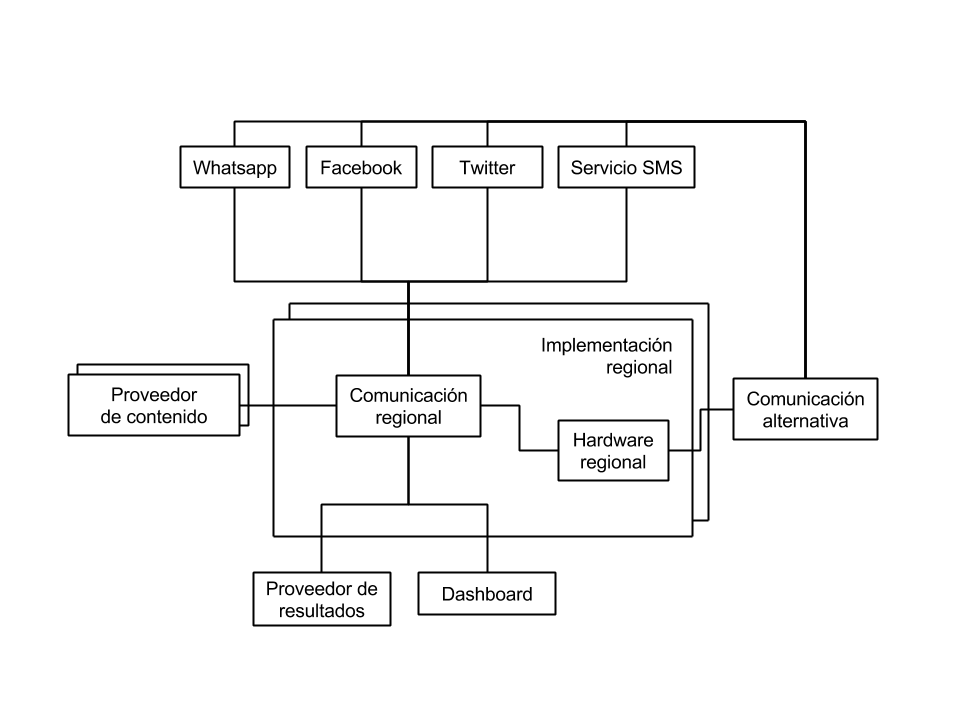 Whatsapp
Facebook
Twitter
Servicio SMS
Implementación
regional
Proveedor
de contenido
Comunicación
regional
Hardware
regional
Comunicación
alternativa
Proveedor de
resultados
Dashboard